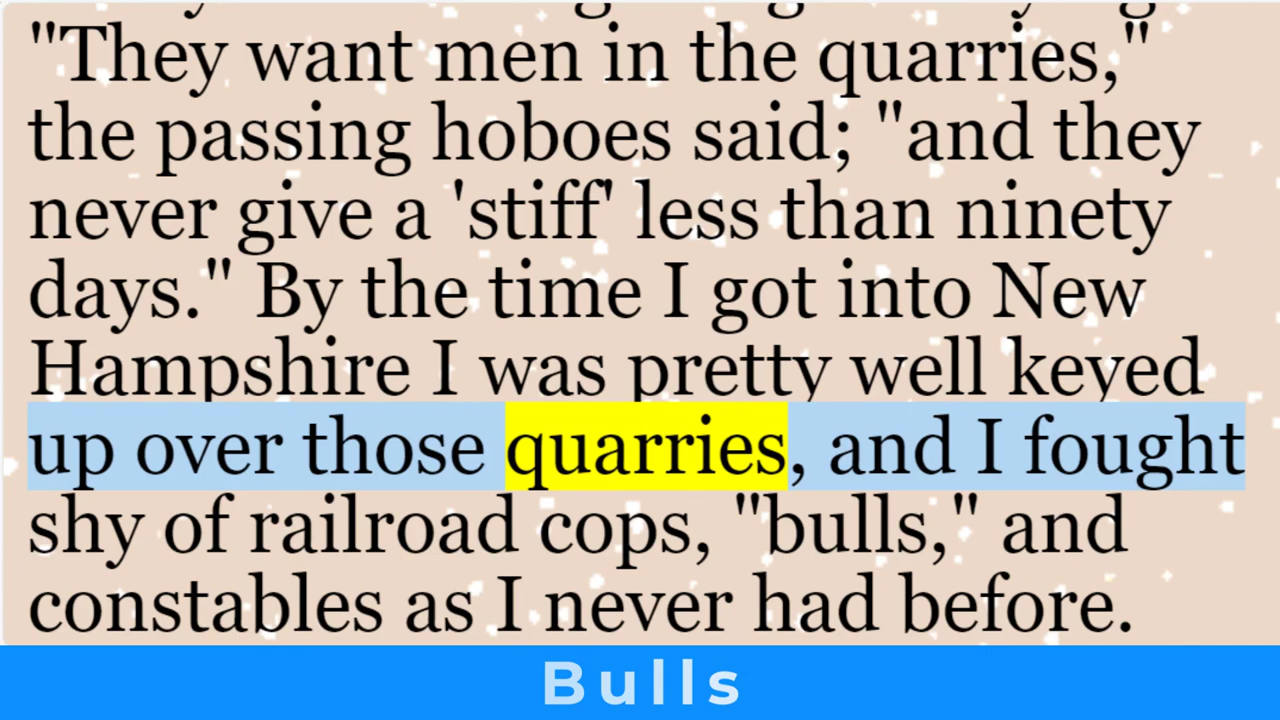 "They want men in the quarries,"
the passing hoboes said; "and they
never give a 'stiff' less than ninety
days." By the time I got into New
Hampshire I was pretty well keyed
up over those quarries, and I fought
shy of railroad cops, "bulls," and
constables as I never had before.
Bulls